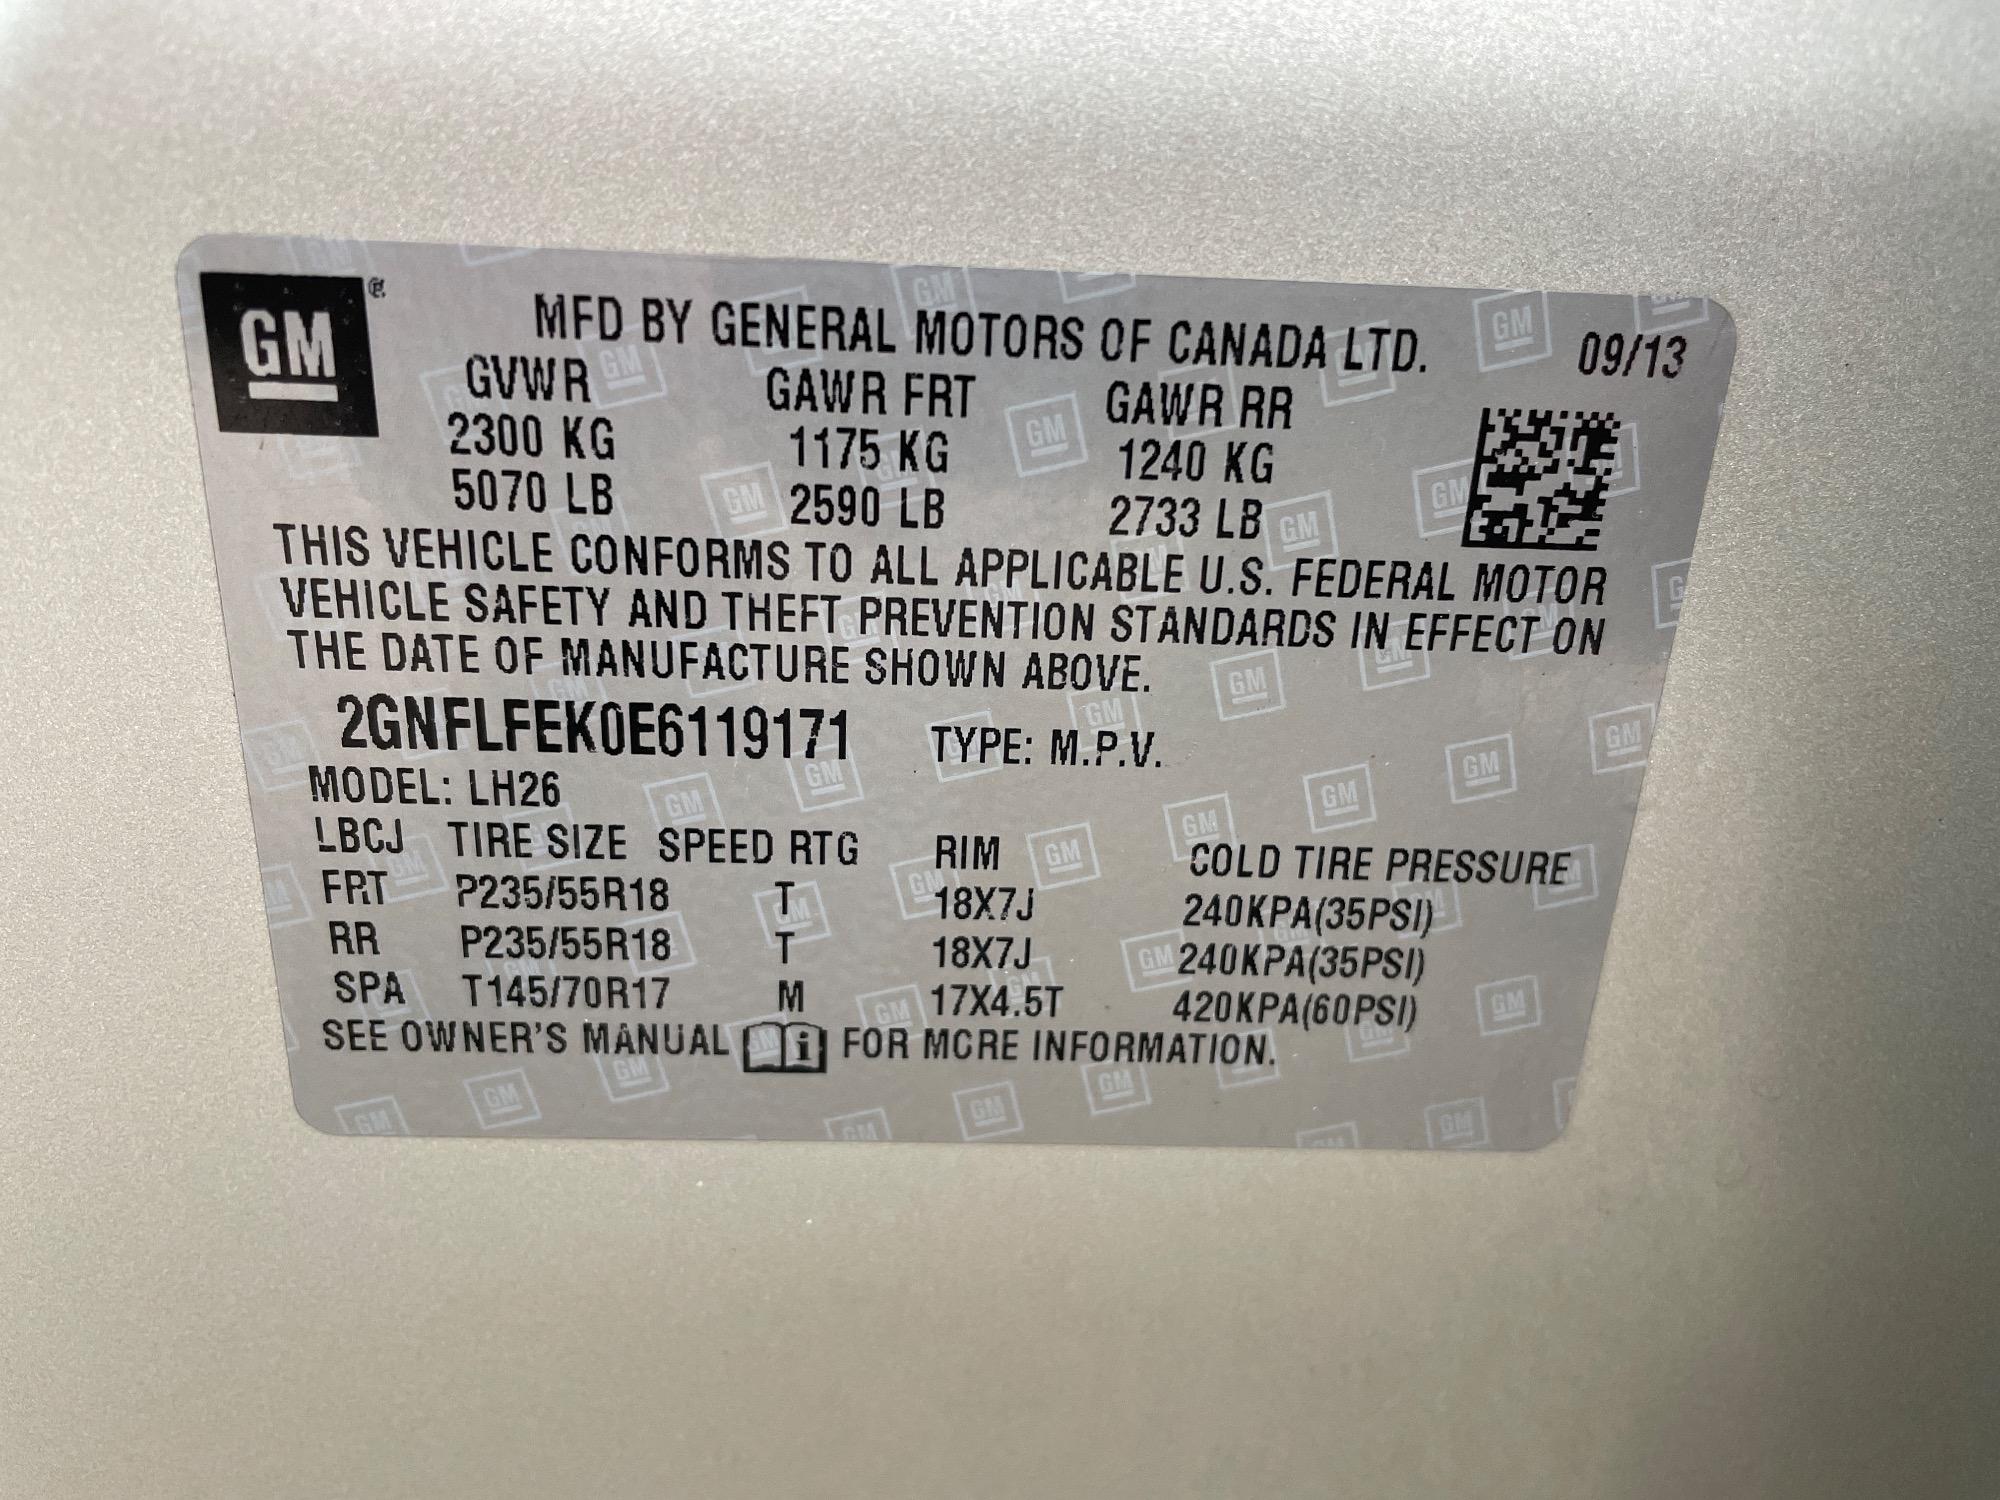 GM ®
MFD BY GENERAL MOTORS OF CANADA LTD. 09/13
GVWR GAWR FRT GAWR RR
2300 KG 1175 KG 1240 KG
5070 LB 2590 LB 2733 LB
THIS VEHICLE CONFORMS TO ALL APPLICABLE U.S. FEDERAL MOTOR
VEHICLE SAFETY AND THEFT PREVENTION STANDARDS IN EFFECT ON
THE DATE OF MANUFACTURE SHOWN ABOVE.
2GNFLFEK0E6119171 TYPE: M.P.V.
MODEL: LH26
LBCJ TIRE SIZE SPEED RTG RIM COLD TIRE PRESSURE
FRT P235/55R18 T 18X7J 240KPA(35PSI)
RR P235/55R18 T 18X7J 240KPA(35PSI)
SPA T145/70R17 M 17X4.5T 420KPA(60PSI)
SEE OWNER'S MANUAL i FOR MORE INFORMATION.